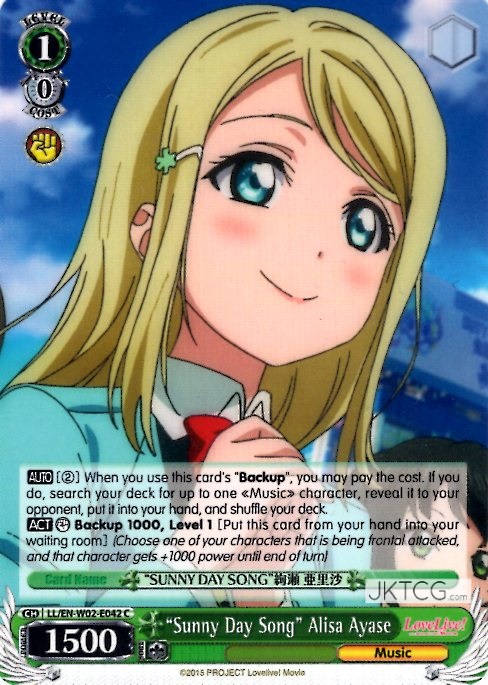 LEVEL
1
0
COST
AUTO [②] When you use this card's "Backup", you may pay the cost. If you
do, search your deck for up to one «Music» character, reveal it to your
opponent, put it into your hand, and shuffle your deck.
ACT Backup 1000, Level 1 [Put this card from your hand into your
waiting room] (Choose one of your characters that is being frontal attacked,
and that character gets +1000 power until end of turn)
Card Name
"SUNNY DAY SONG"絢瀬 亜里沙
JKTCG.com
CH LL/EN-W02-E042 C
POWER
1500
SOUL
"Sunny Day Song" Alisa Ayase
LoveLive!
Music
©2015 PROJECT Lovelive! Movie